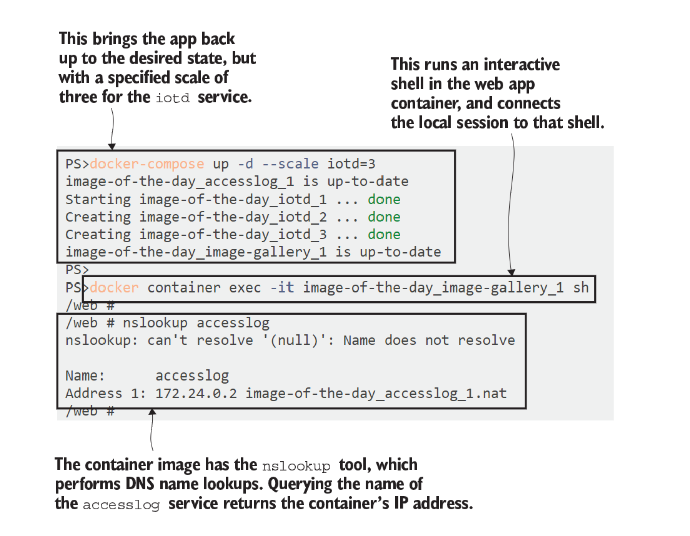 This brings the app back
up to the desired state, but
with a specified scale of
three for the iotd service.
This runs an interactive
shell in the web app
container, and connects
the local session to that shell.
PS>docker-compose up -d --scale iotd=3
image-of-the-day_accesslog_1 is up-to-date
Starting image-of-the-day_iotd_1 ... done
Creating image-of-the-day_iotd_2 ... done
Creating image-of-the-day_iotd_3 ... done
image-of-the-day_image-gallery_1 is up-to-date
PS>
PS>docker container exec -it image-of-the-day_image-gallery_1 sh
/web #
/web # nslookup accesslog
nslookup: can't resolve '(null)': Name does not resolve
Name:      accesslog
Address 1: 172.24.0.2 image-of-the-day_accesslog_1.nat
/web #
The container image has the nslookup tool, which
performs DNS name lookups. Querying the name of
the accesslog service returns the container's IP address.